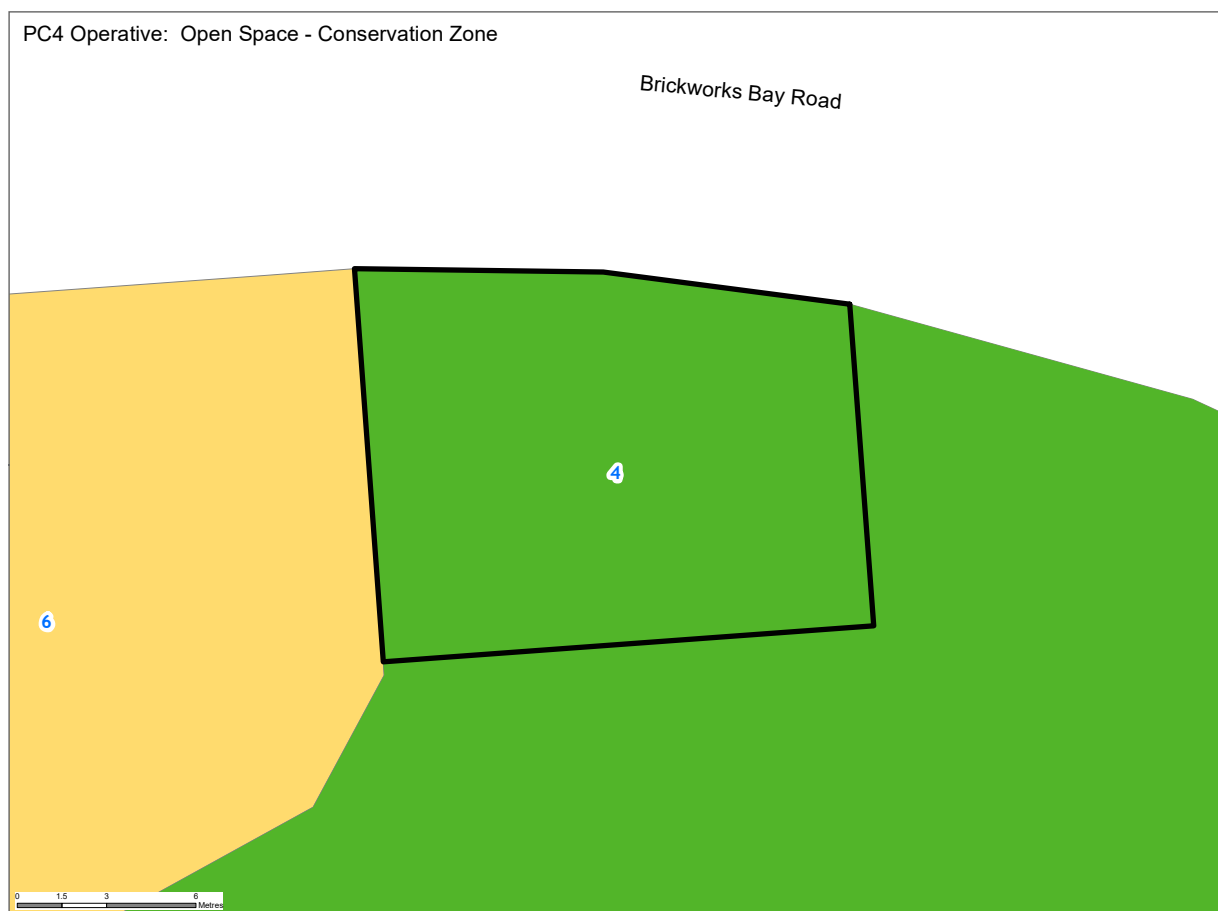 PC4 Operative:  Open Space - Conservation Zone
Brickworks Bay Road
4
6
0 1.5 3 6
Metres